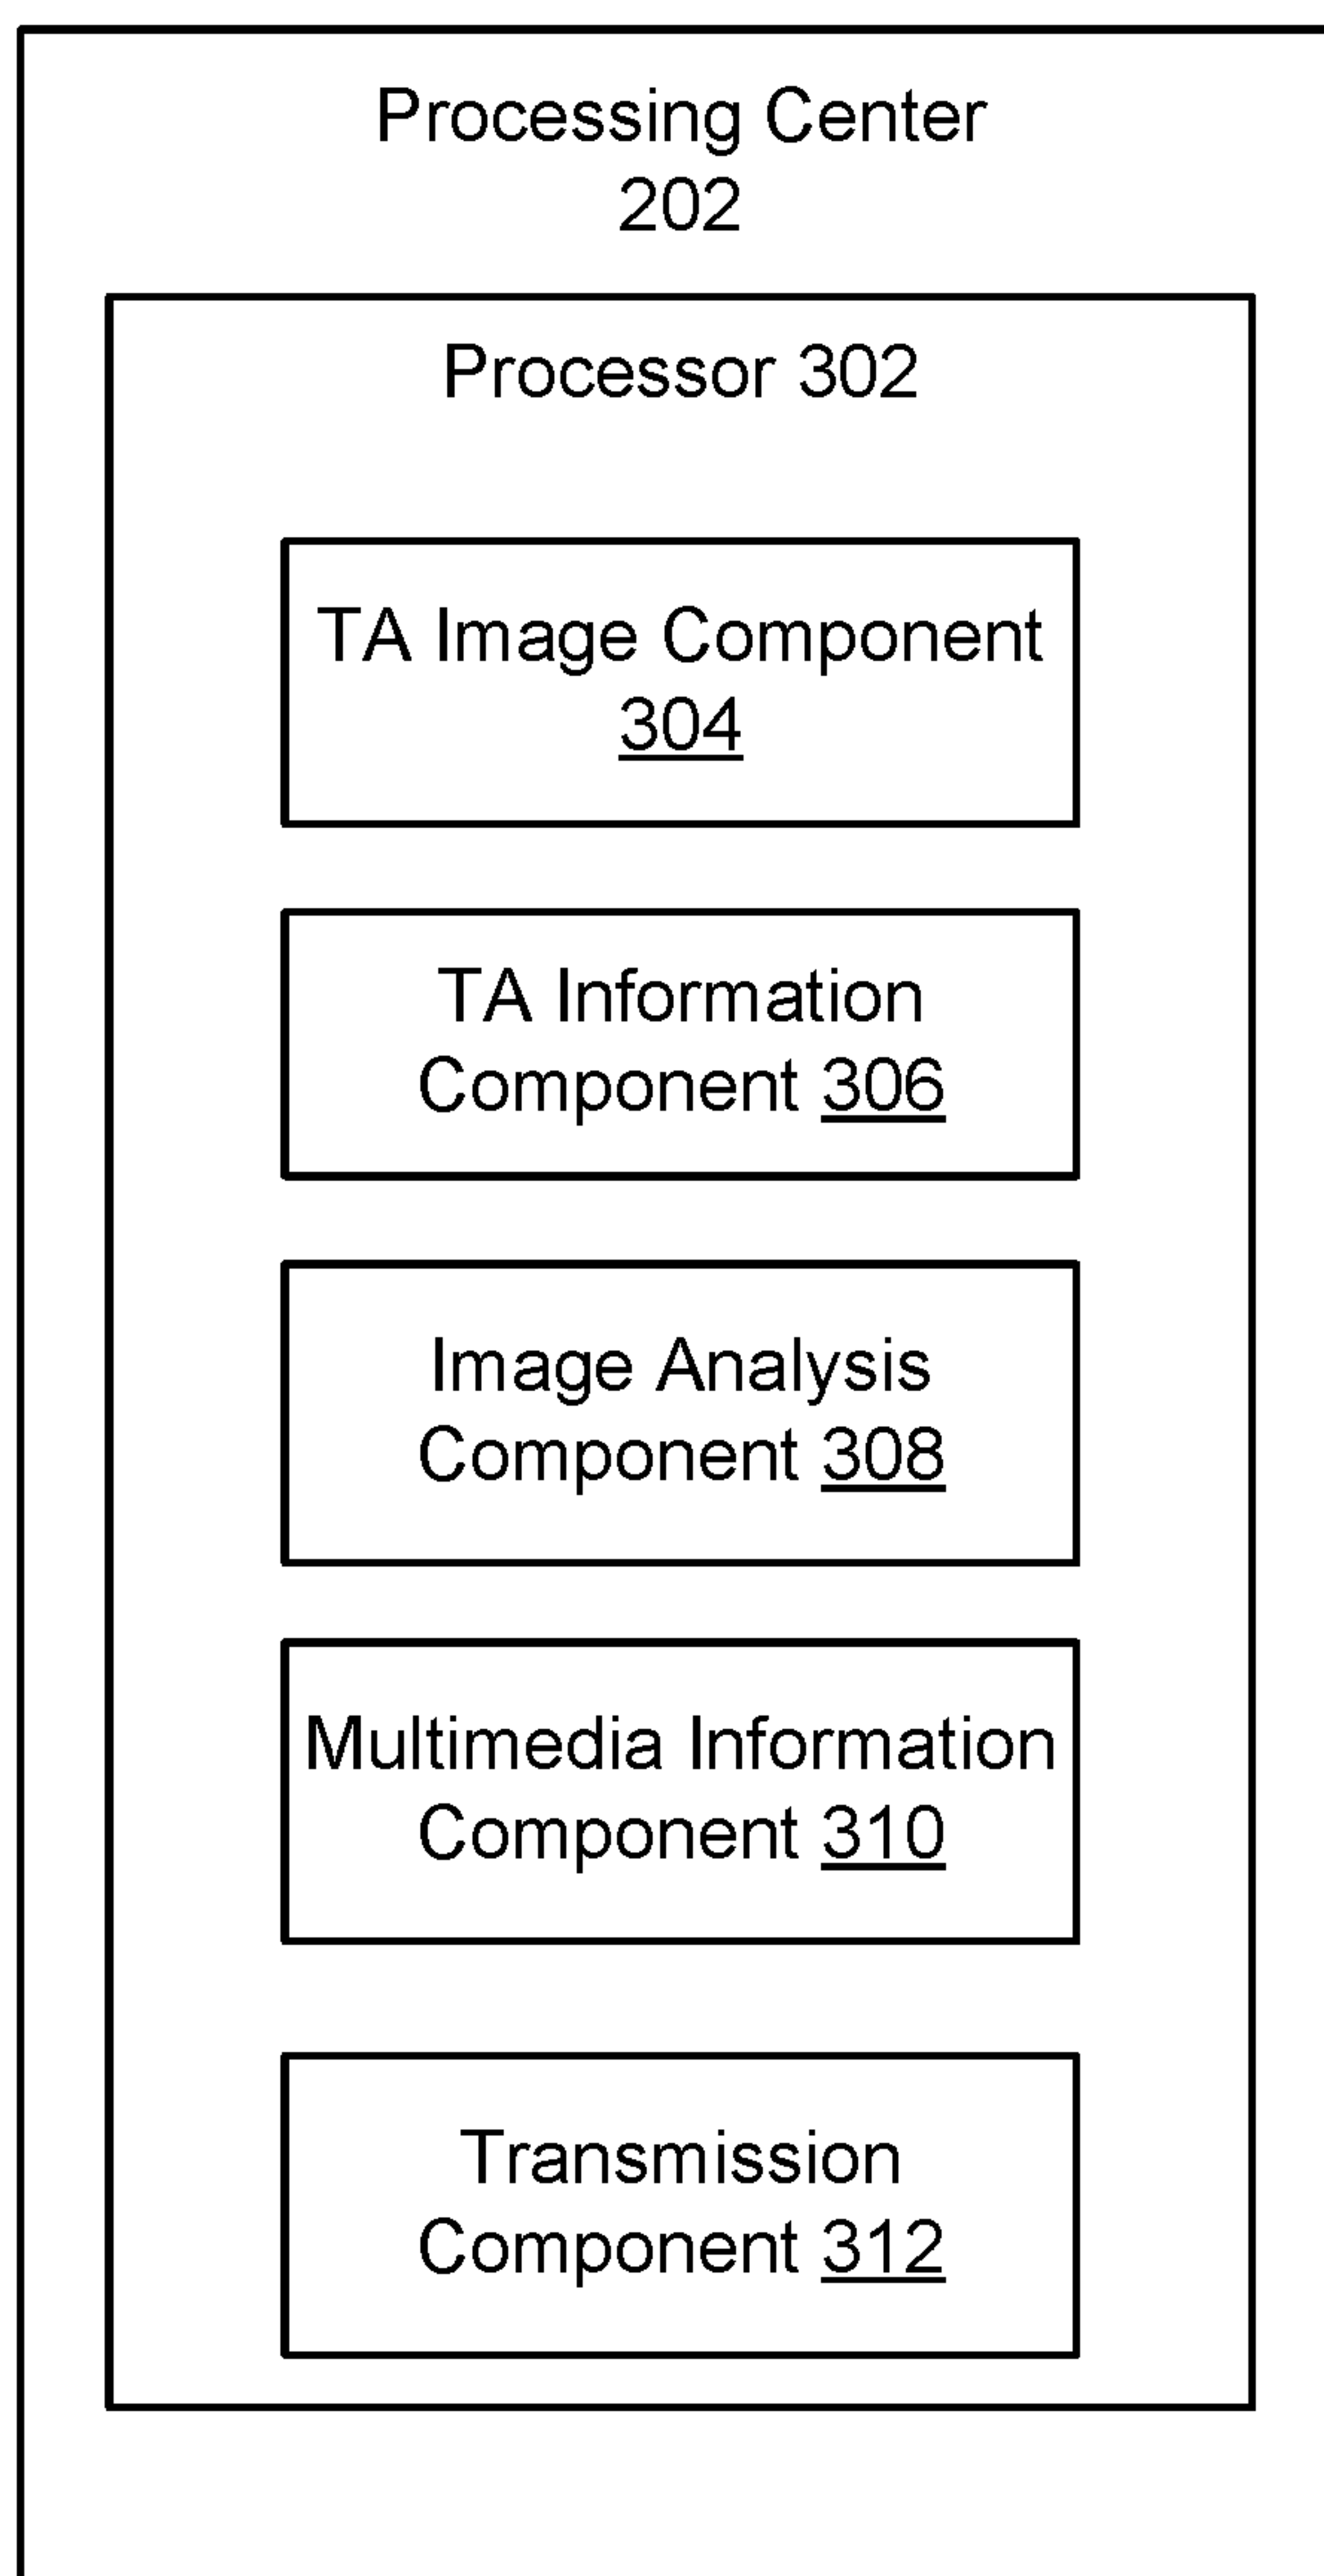 Processing Center
202
Processor 302
TA Image Component
304
TA Information
Component 306
Image Analysis
Component 308
Multimedia Information
Component 310
Transmission
Component 312